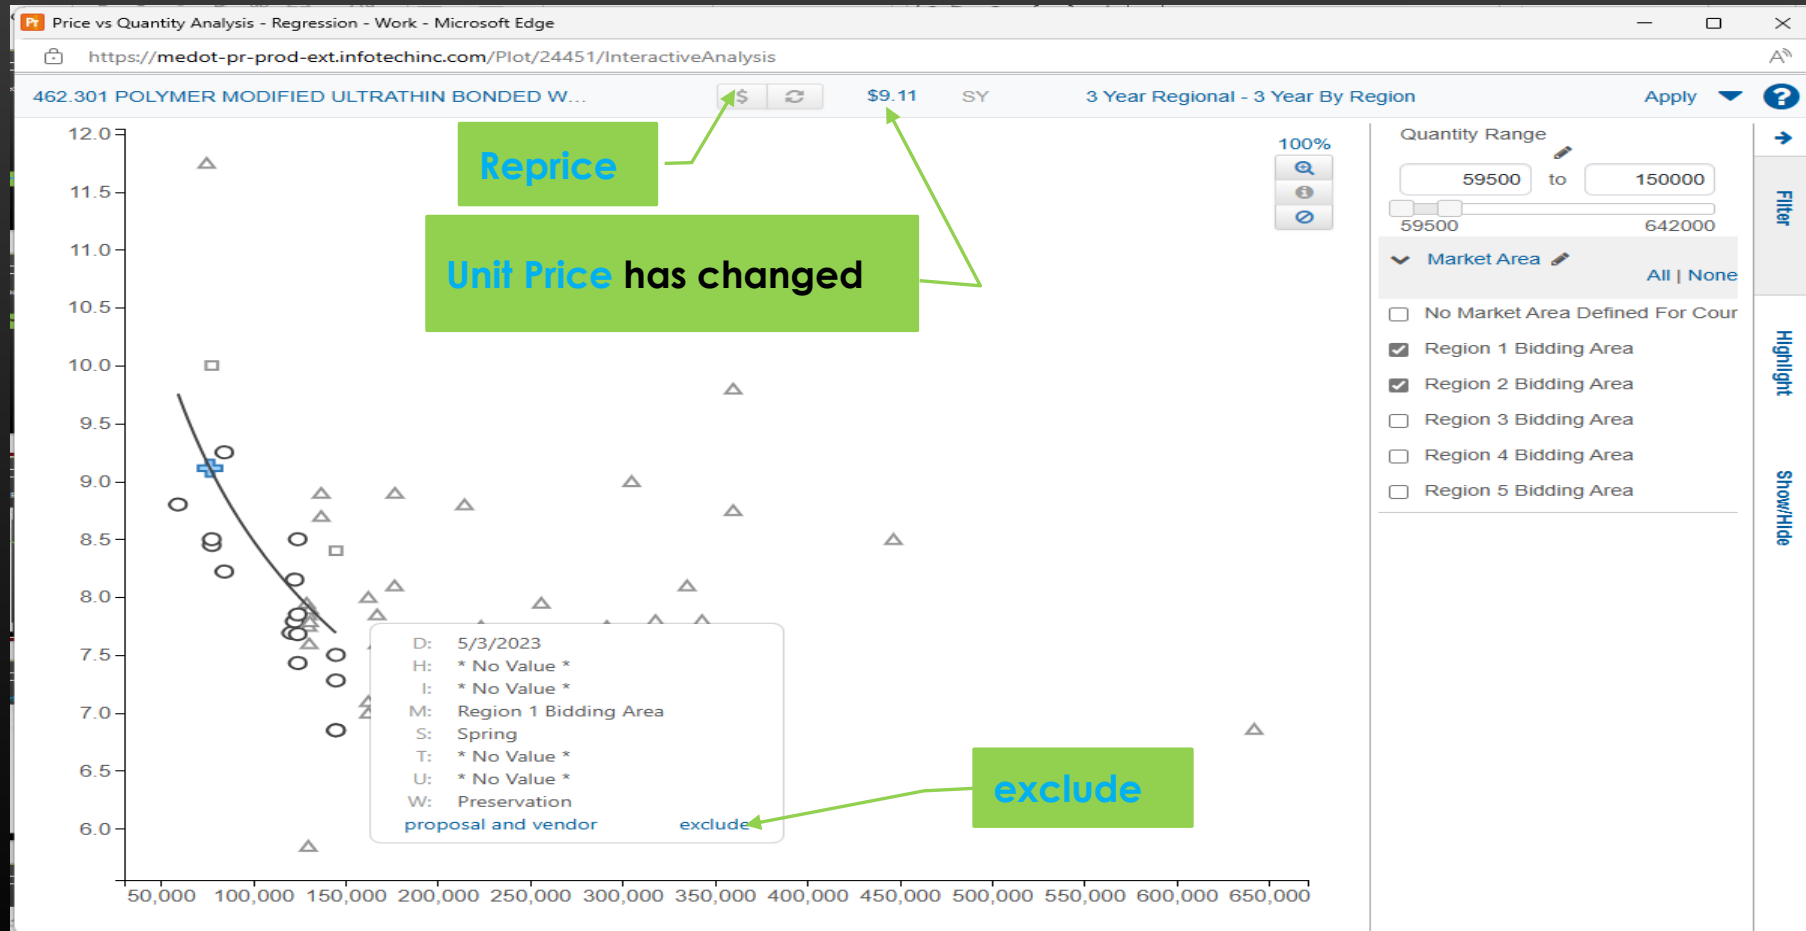 Pr Price vs Quantity Analysis - Regression - Work - Microsoft Edge
https://medot-pr-prod-ext.infotechinc.com/Plot/24451/InteractiveAnalysis
462.301 POLYMER MODIFIED ULTRATHIN BONDED W... $ $9.11 SY 3 Year Regional - 3 Year By Region Apply ?
Reprice
Unit Price has changed
exclude
12.0
11.5
11.0
10.5
10.0
9.5
9.0
8.5
8.0
7.5
7.0
6.5
6.0
50,000 100,000 150,000 200,000 250,000 300,000 350,000 400,000 450,000 500,000 550,000 600,000 650,000
100%
D: 5/3/2023
H: * No Value *
I: * No Value *
M: Region 1 Bidding Area
S: Spring
T: * No Value *
U: * No Value *
W: Preservation
proposal and vendor exclude
Quantity Range
59500 to 150000
59500 642000
Market Area
All | None
No Market Area Defined For Cour
Region 1 Bidding Area
Region 2 Bidding Area
Region 3 Bidding Area
Region 4 Bidding Area
Region 5 Bidding Area
Filter
Highlight
Show/Hide